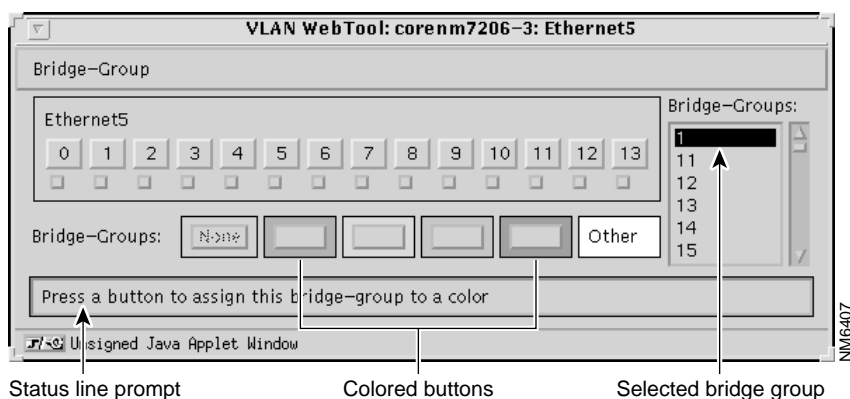 VLAN WebTool: corenm7206-3: Ethernet5
Bridge-Group
Ethernet5
0 1 2 3 4 5 6 7 8 9 10 11 12 13
Bridge-Groups:
1
11
12
13
14
15
Bridge-Groups: None Other
Press a button to assign this bridge-group to a color
Unsigned Java Applet Window
NM6407
Status line prompt Colored buttons Selected bridge group